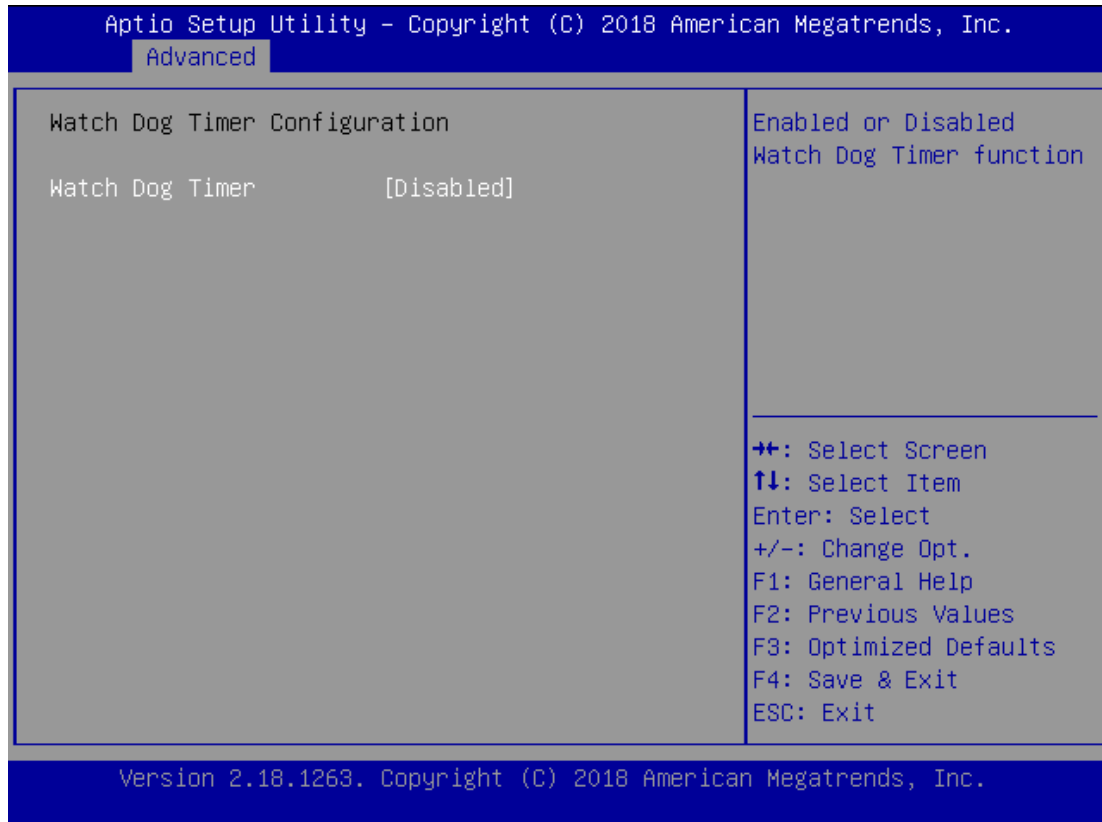 Aptio Setup Utility – Copyright (C) 2018 American Megatrends, Inc.
Advanced
Watch Dog Timer Configuration
Watch Dog Timer [Disabled]
Enabled or Disabled
Watch Dog Timer function
→←: Select Screen
↑↓: Select Item
Enter: Select
+/-: Change Opt.
F1: General Help
F2: Previous Values
F3: Optimized Defaults
F4: Save & Exit
ESC: Exit
Version 2.18.1263. Copyright (C) 2018 American Megatrends, Inc.